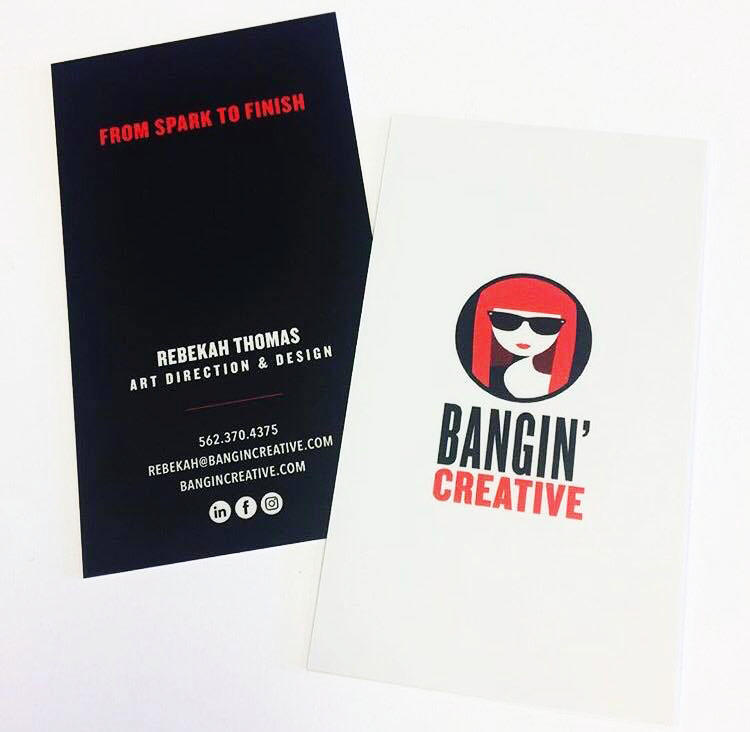 FROM SPARK TO FINISH
REBEKAH THOMAS
ART DIRECTION & DESIGN
562.370.4375
REBEKAH@BANGINCREATIVE.COM
BANGINCREATIVE.COM
in f
BANGIN'
CREATIVE